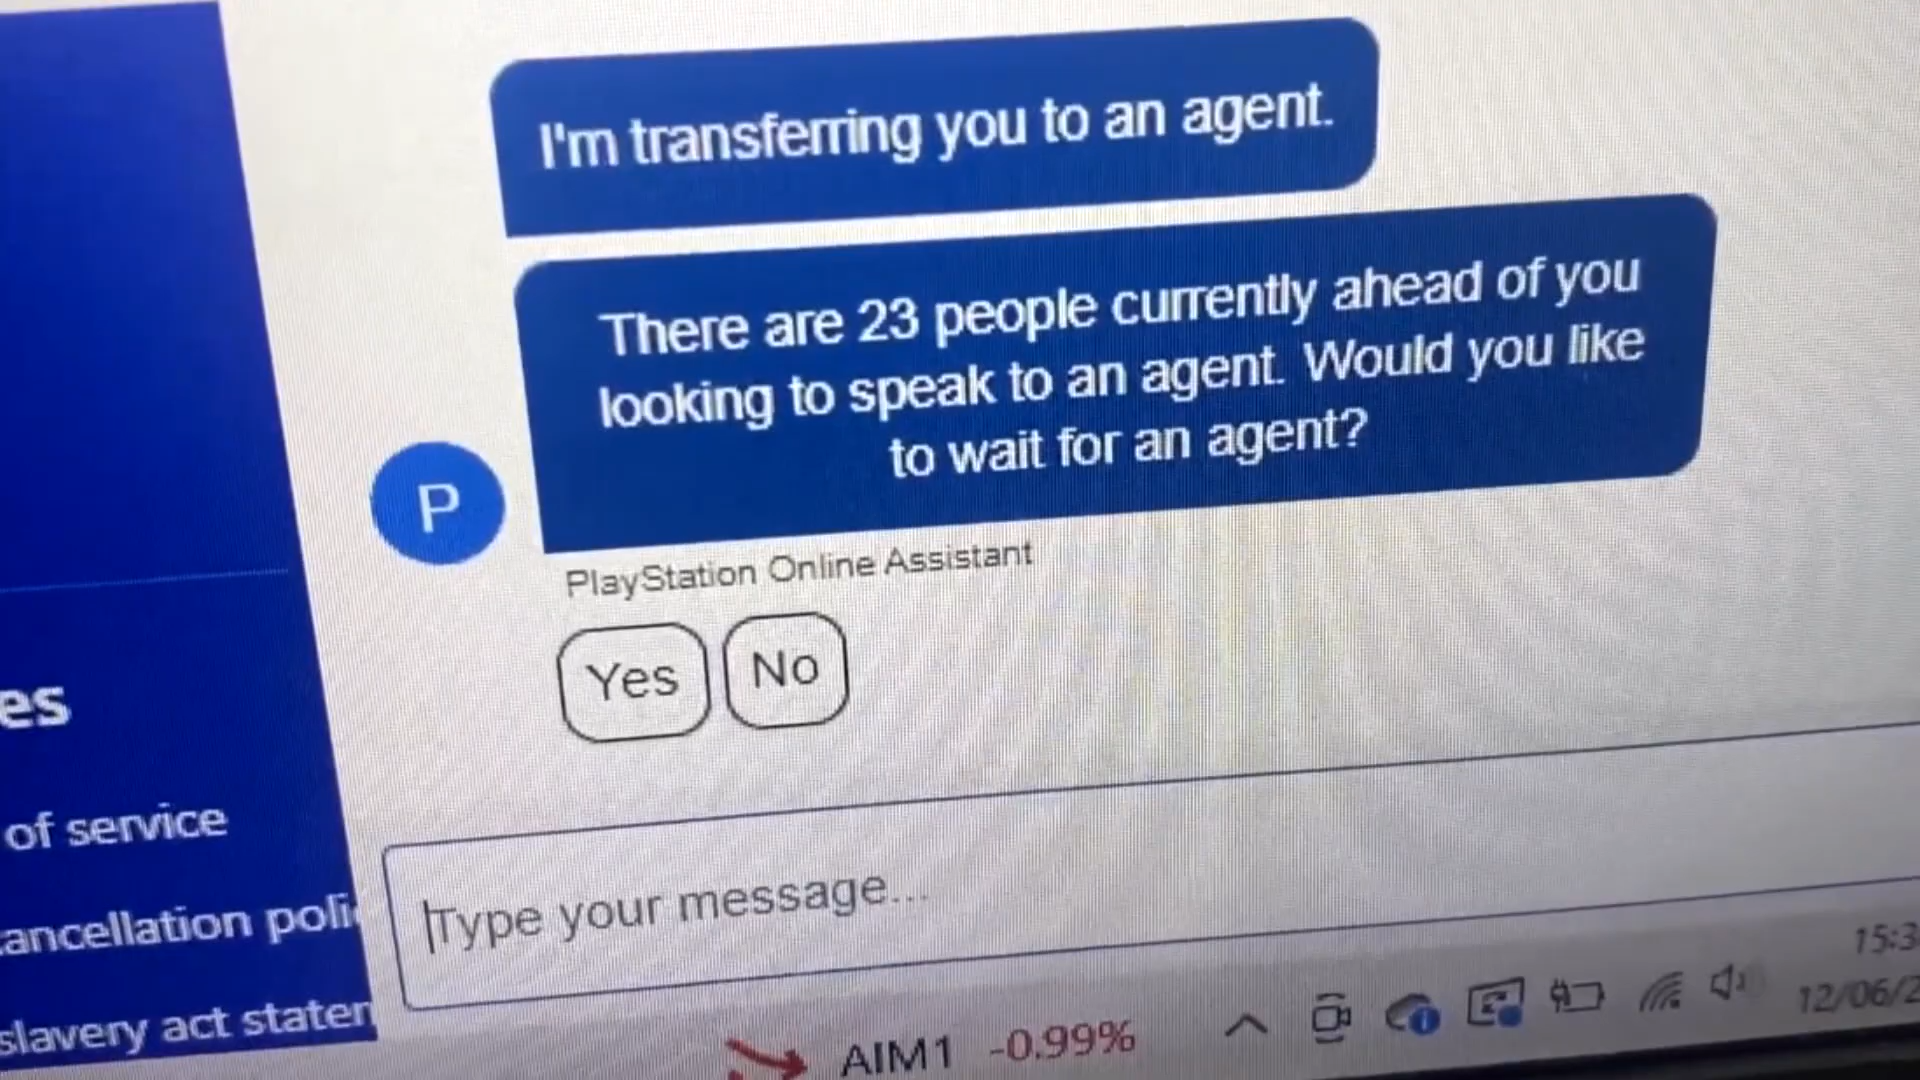 I'm transferring you to an agent.
There are 23 people currently ahead of you
looking to speak to an agent. Would you like
to wait for an agent?
P
PlayStation Online Assistant
Yes
No
es
of service
ancellation poli
slavery act staten
Type your message...
15:3
12/06/2
AIM1 -0.99%